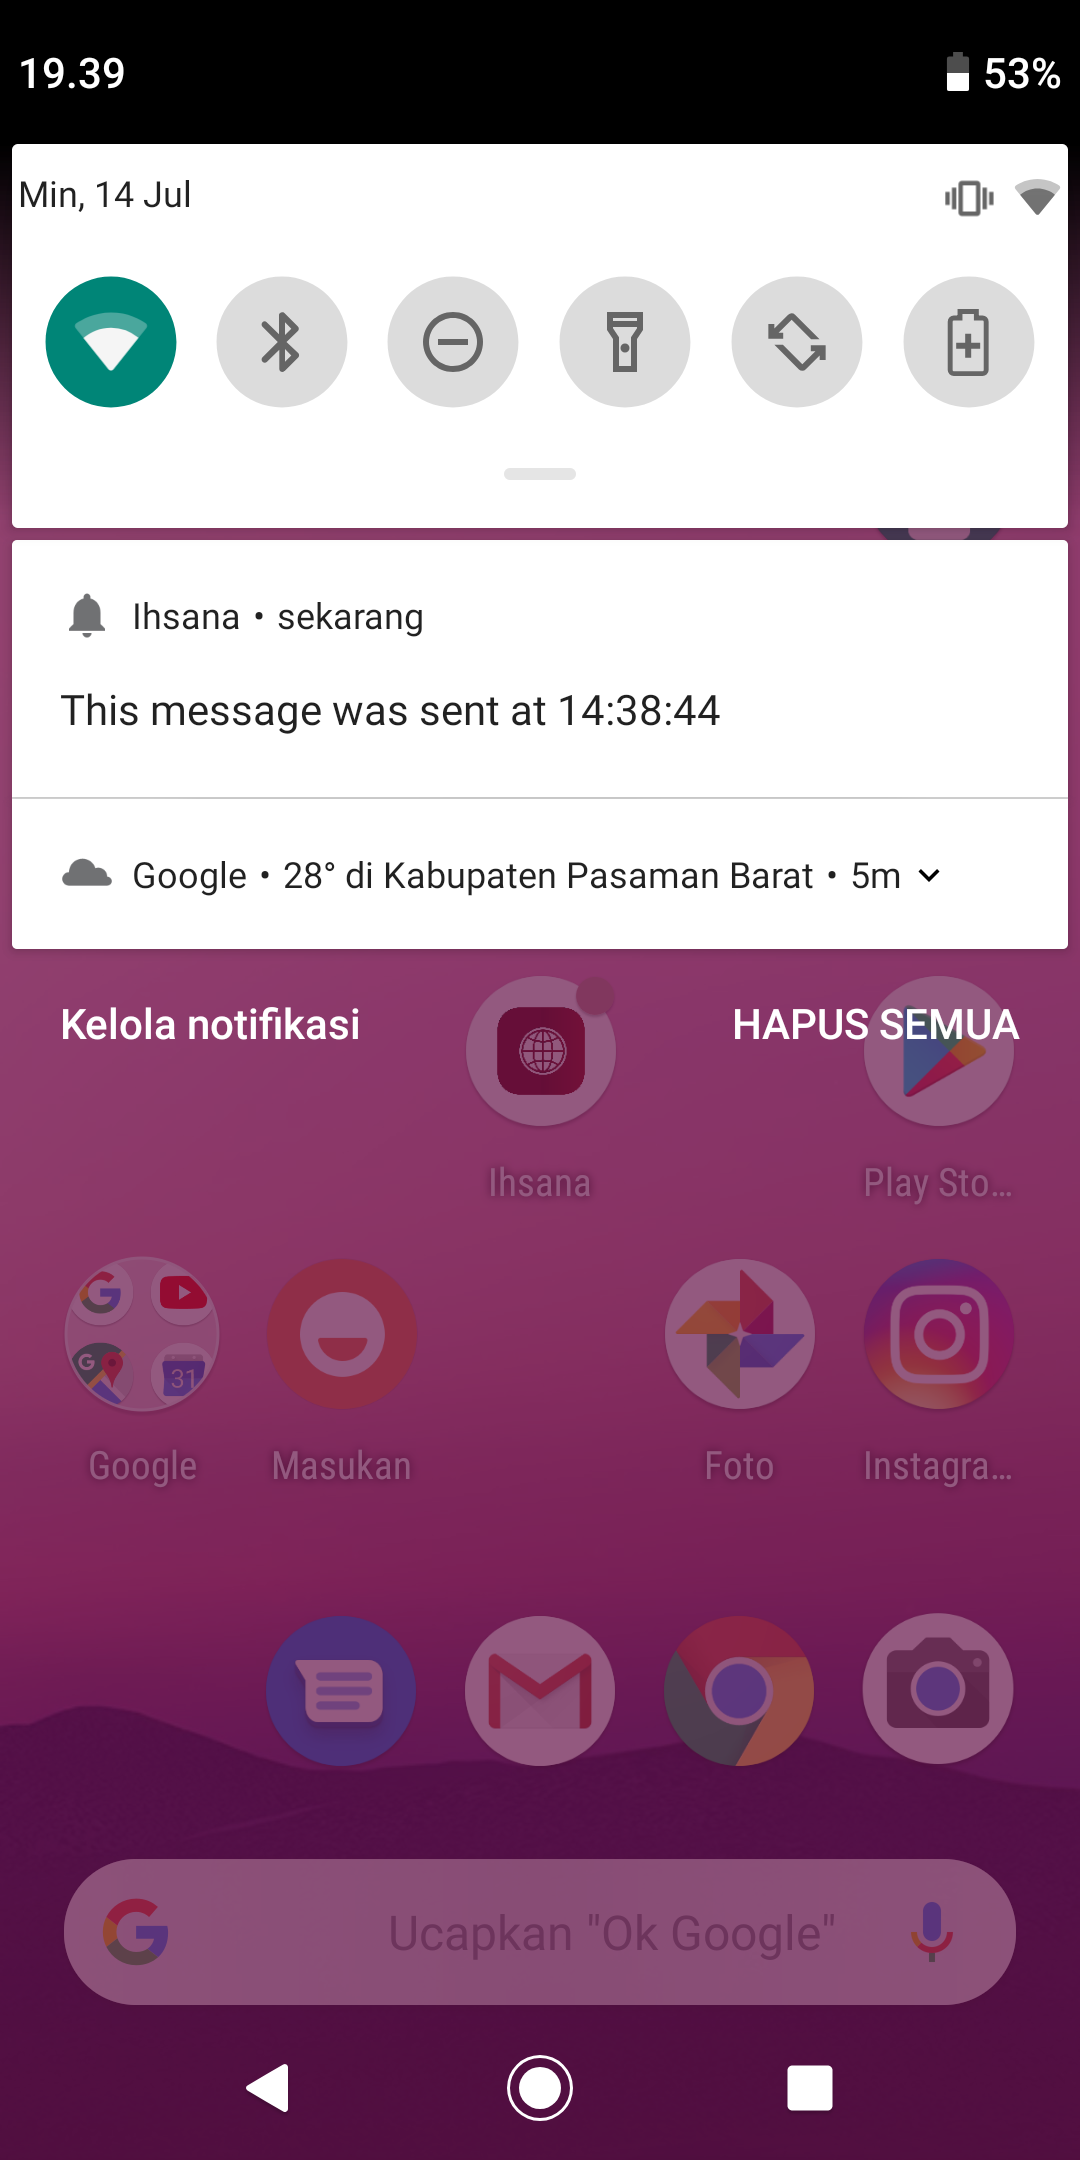 19.39
53%
Min, 14 Jul
Ihsana • sekarang
This message was sent at 14:38:44
Google • 28° di Kabupaten Pasaman Barat • 5m
Kelola notifikasi
HAPUS SEMUA
Ihsana
Play Sto...
G
31
Google
Masukan
Foto
Instagra...
Ucapkan "Ok Google"